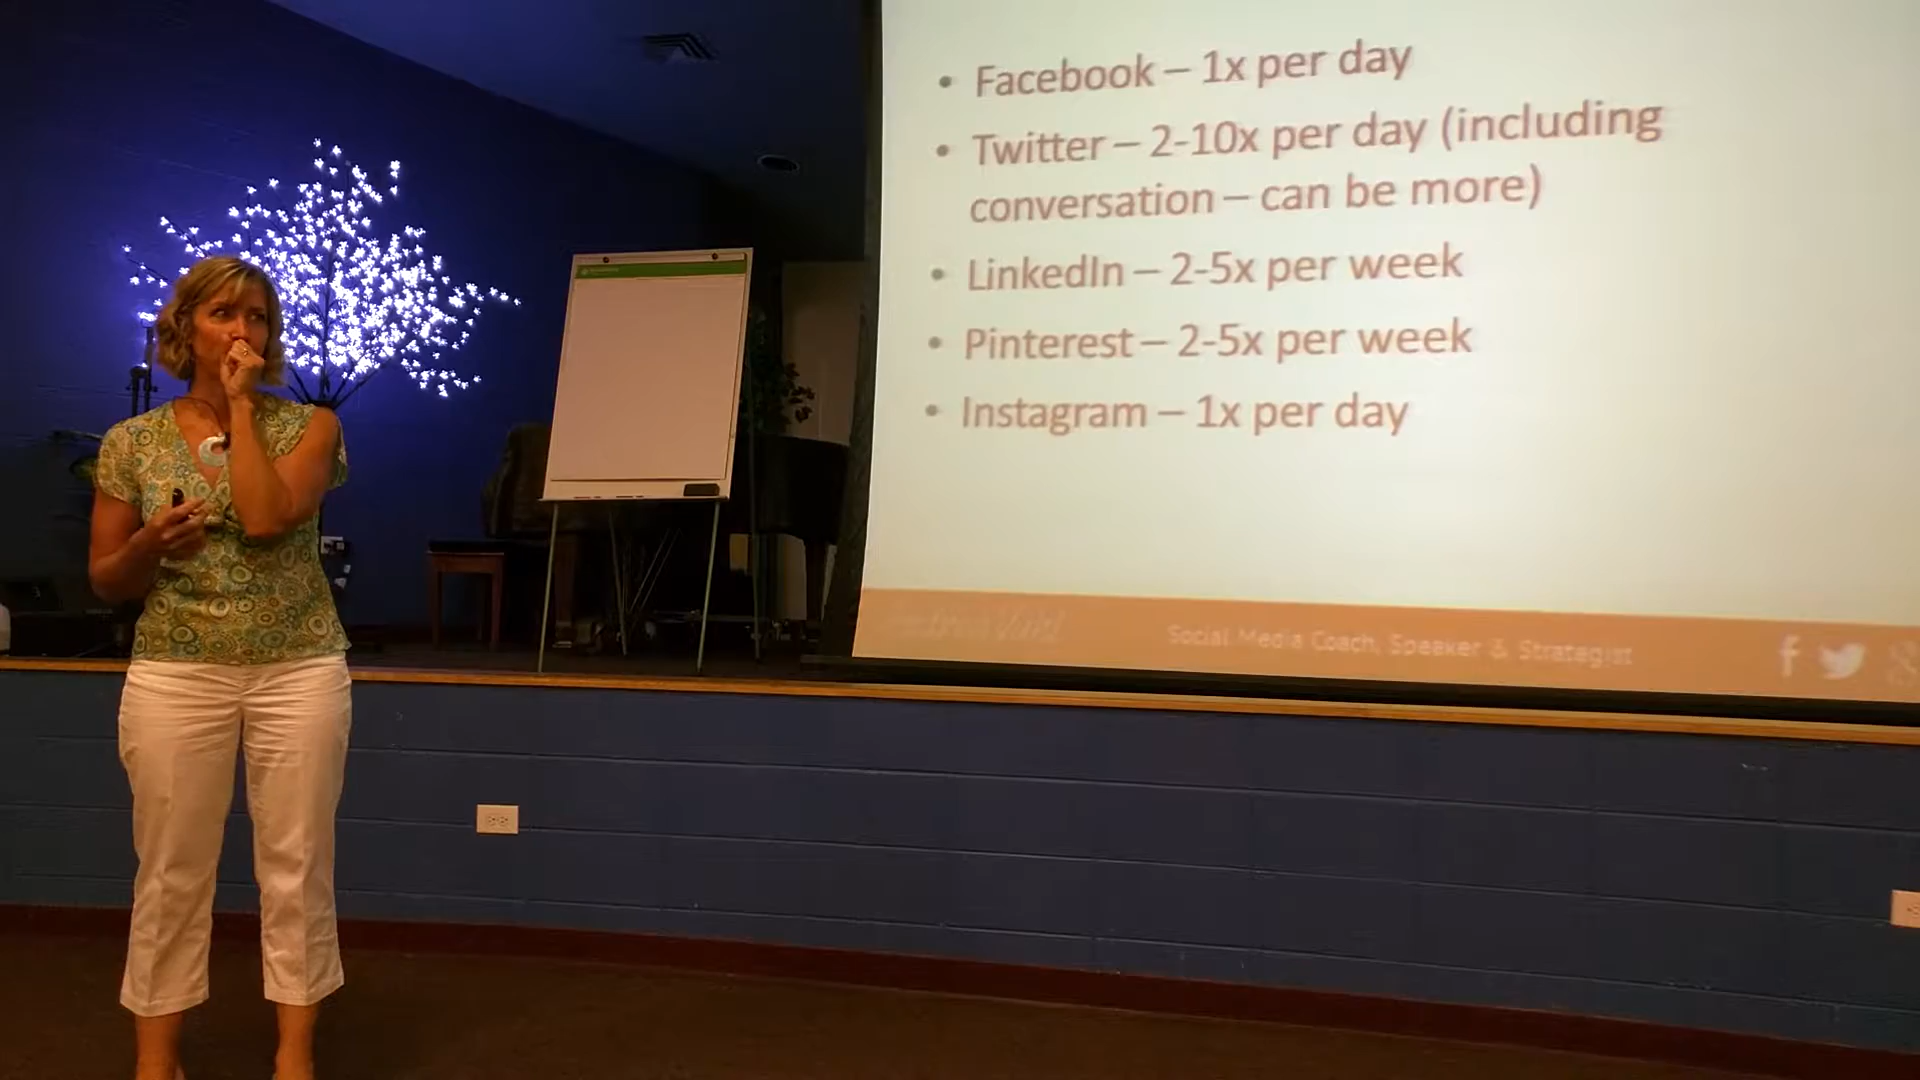 • Facebook – 1x per day
• Twitter – 2-10x per day (including
conversation – can be more)
• LinkedIn – 2-5x per week
• Pinterest – 2-5x per week
• Instagram – 1x per day
Social Media Coach, Speaker & Strategist